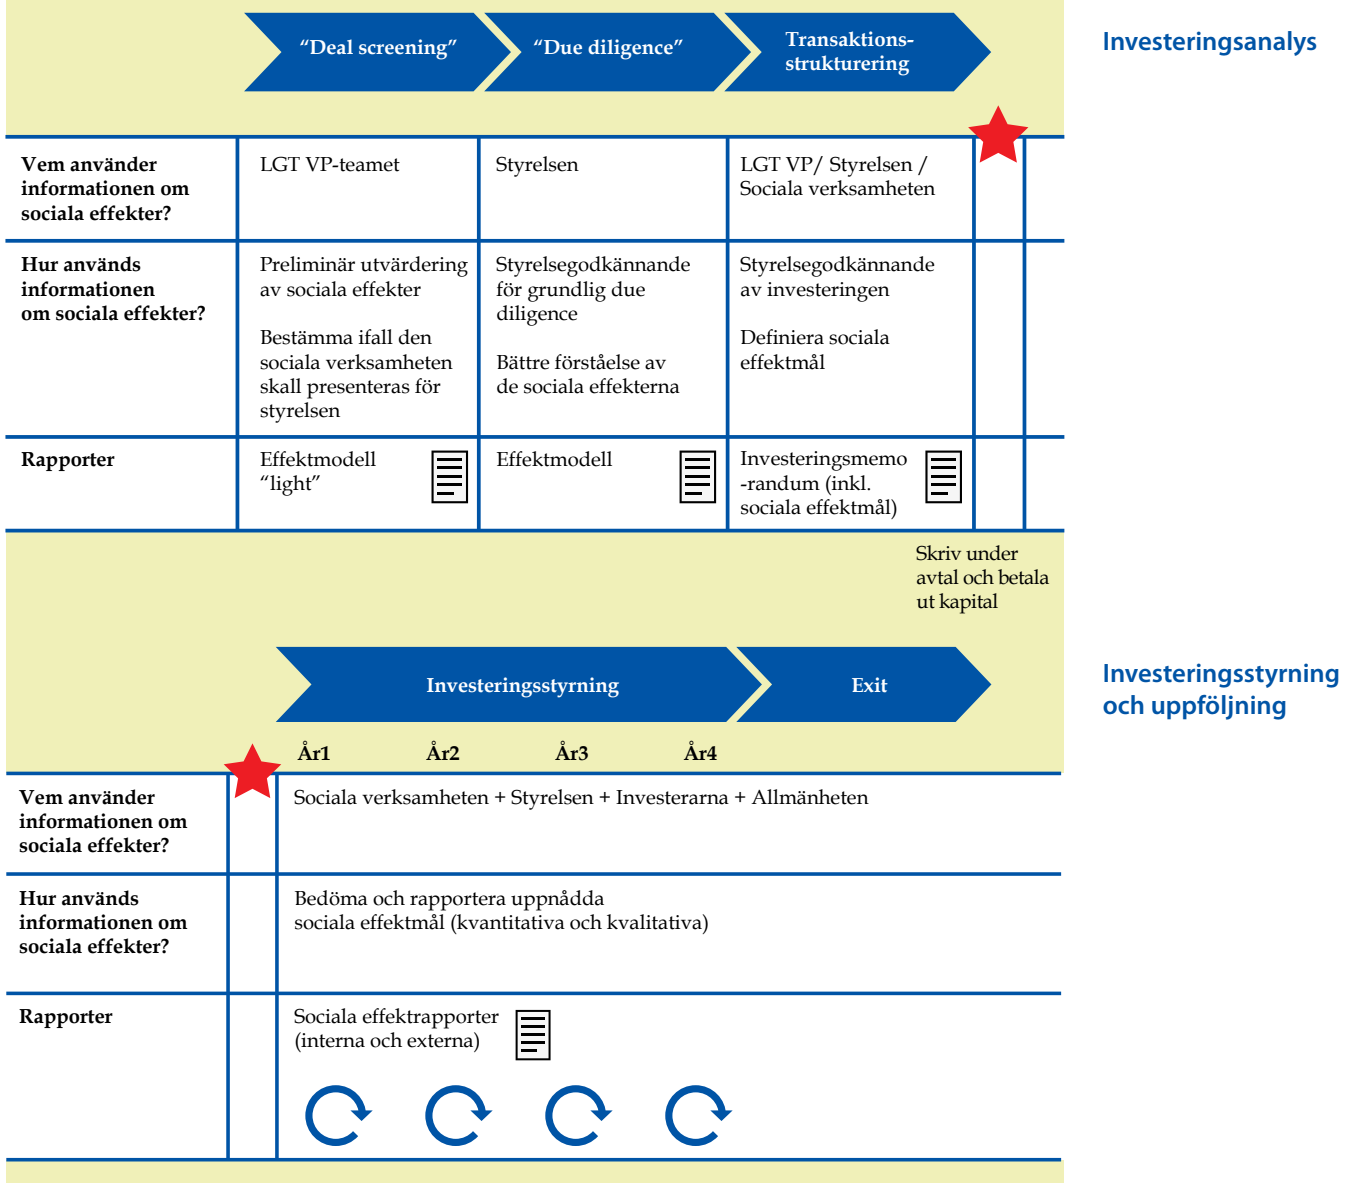 “Deal screening”
“Due diligence”
Transaktions-
strukturering
Investeringsanalys
Vem använder
informationen om
sociala effekter?
LGT VP-teamet
Styrelsen
LGT VP/ Styrelsen /
Sociala verksamheten
Hur används
informationen
om sociala effekter?
Preliminär utvärdering
av sociala effekter
Bestämma ifall den
sociala verksamheten
skall presenteras för
styrelsen
Styrelsegodkännande
för grundlig due
diligence
Bättre förståelse av
de sociala effekterna
Styrelsegodkännande
av investeringen
Definiera sociala
effektmål
Rapporter
Effektmodell
“light”
Effektmodell
Investeringsmemo
-randum (inkl.
sociala effektmål)
Skriv under
avtal och betala
ut kapital
Investeringsstyrning
Exit
Investeringsstyrning
och uppföljning
År1
År2
År3
År4
Vem använder
informationen om
sociala effekter?
Sociala verksamheten + Styrelsen + Investerarna + Allmänheten
Hur används
informationen om
sociala effekter?
Bedöma och rapportera uppnådda
sociala effektmål (kvantitativa och kvalitativa)
Rapporter
Sociala effektrapporter
(interna och externa)